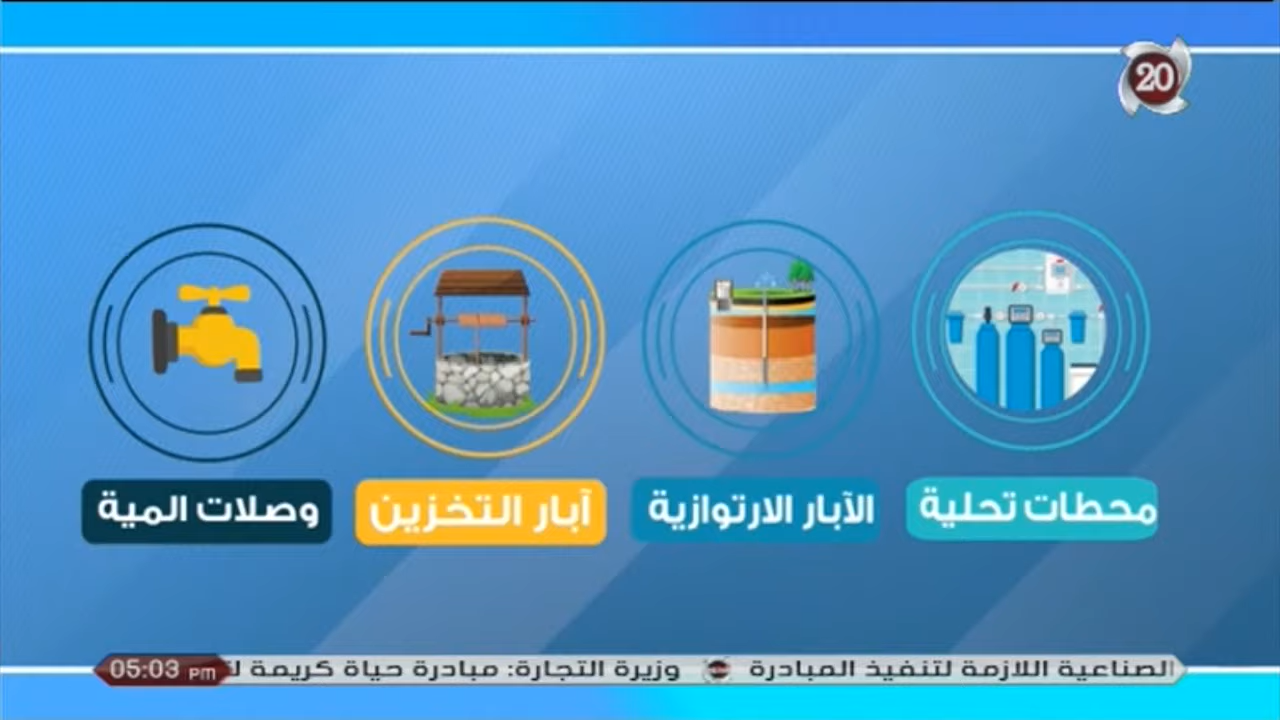 20
محطات تحلية
الآبار الارتوازية
آبار التخزين
وصلات المية
الصناعية اللازمة لتنفيذ المبادرة
وزيرة التجارة: مبادرة حياة كريمة
05:03 PM